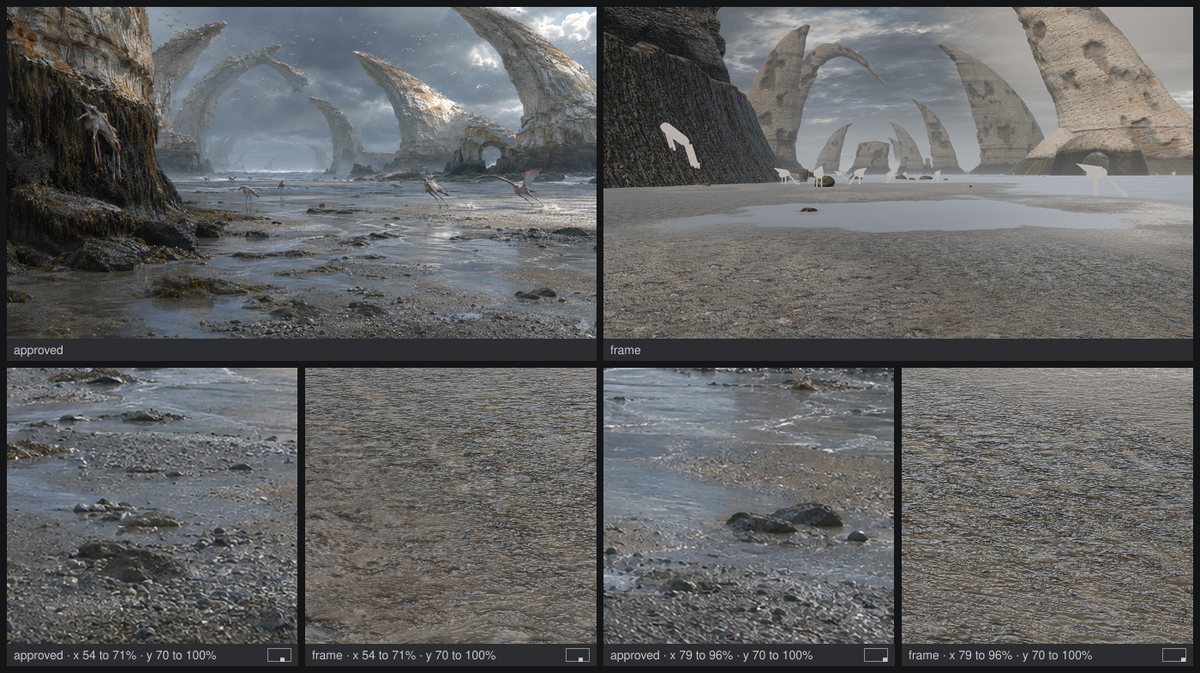 approved
frame
approved · x 54 to 71% · y 70 to 100%
frame · x 54 to 71% · y 70 to 100%
approved · x 79 to 96% · y 70 to 100%
frame · x 79 to 96% · y 70 to 100%